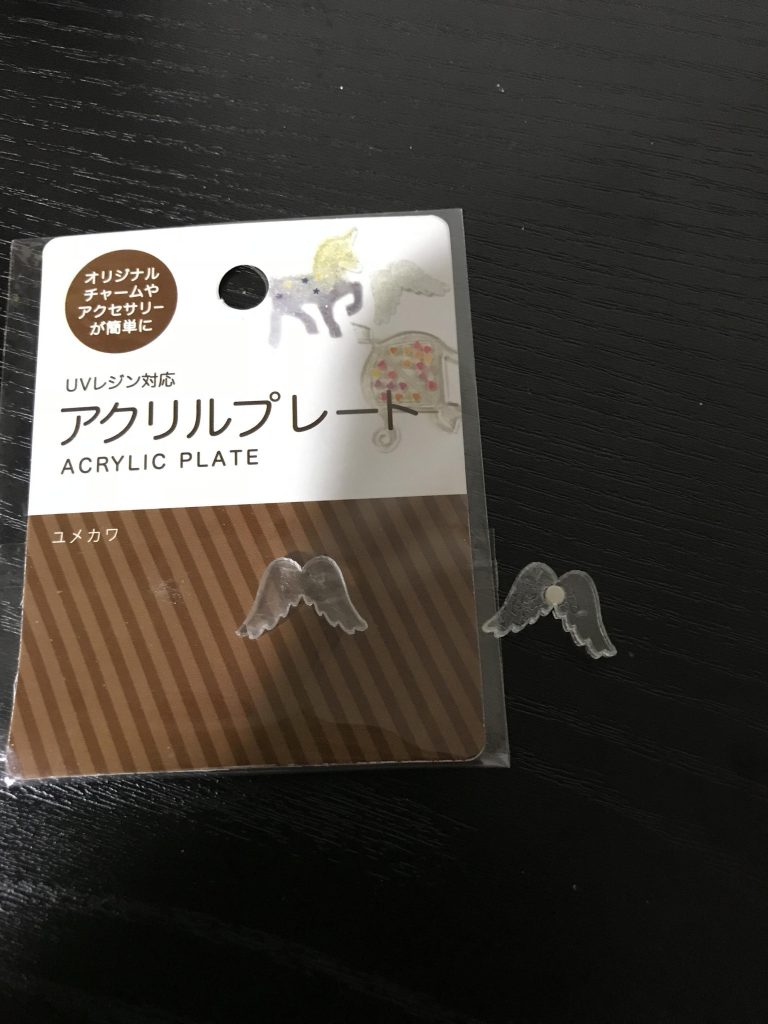 オリジナル
チャームや
アクセサリー
が簡単に
UVレジン対応
アクリルプレート
ACRYLIC PLATE
ユメカワ